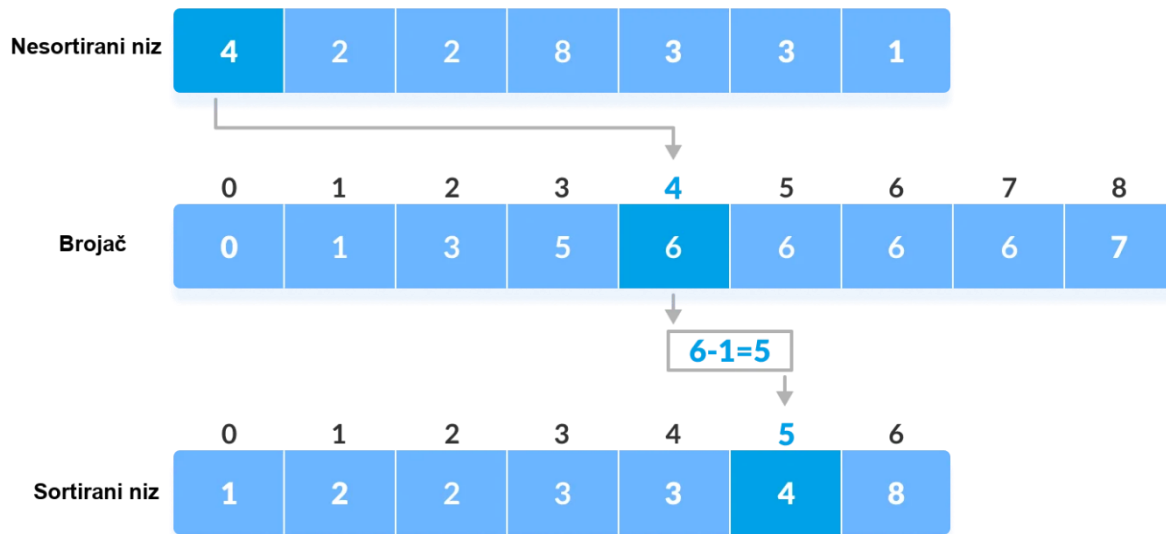 Nesortirani niz 4 2 2 8 3 3 1
0 1 2 3 4 5 6 7 8
Brojač 0 1 3 5 6 6 6 6 7
6-1=5
0 1 2 3 4 5 6
Sortirani niz 1 2 2 3 3 4 8